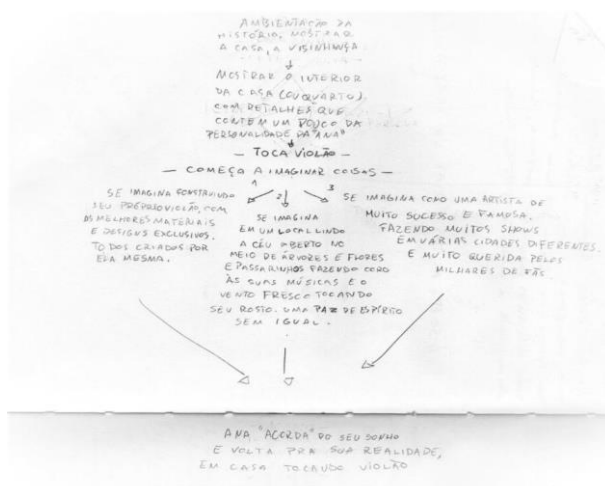 AMBIENTAÇÃO DA
HISTÓRIA, MOSTRAR
A CASA, A VISINHANÇA
MOSTRAR O INTERIOR
DA CASA (OU QUARTO).
COM DETALHES QUE
CONTÉM UM POUCO DA
PERSONALIDADE DA "ANA"
— TOCA VIOLÃO —
— COMEÇA A IMAGINAR COISAS —
1
SE IMAGINA CONSTRUINDO
SEU PRÓPRIO VIOLÃO, COM
OS MELHORES MATERIAIS
E DESIGNS EXCLUSIVOS.
TODOS CRIADOS POR
ELA MESMA.
2
SE IMAGINA
EM UM LOCAL LINDO
A CÉU ABERTO NO
MEIO DE ÁRVORES E FLORES
E PASSARINHOS FAZENDO CORO
ÀS SUAS MÚSICAS E O
VENTO FRESCO TOCANDO
SEU ROSTO. UMA PAZ DE ESPÍRITO
SEM IGUAL.
3
SE IMAGINA COMO UMA ARTISTA DE
MUITO SUCESSO E FAMOSA.
FAZENDO MUITOS SHOWS
EM VÁRIAS CIDADES DIFERENTES.
E MUITO QUERIDA PELOS
MILHARES DE FÃS.
ANA "ACORDA" DO SEU SONHO
E VOLTA PRA SUA REALIDADE,
EM CASA TOCANDO VIOLÃO